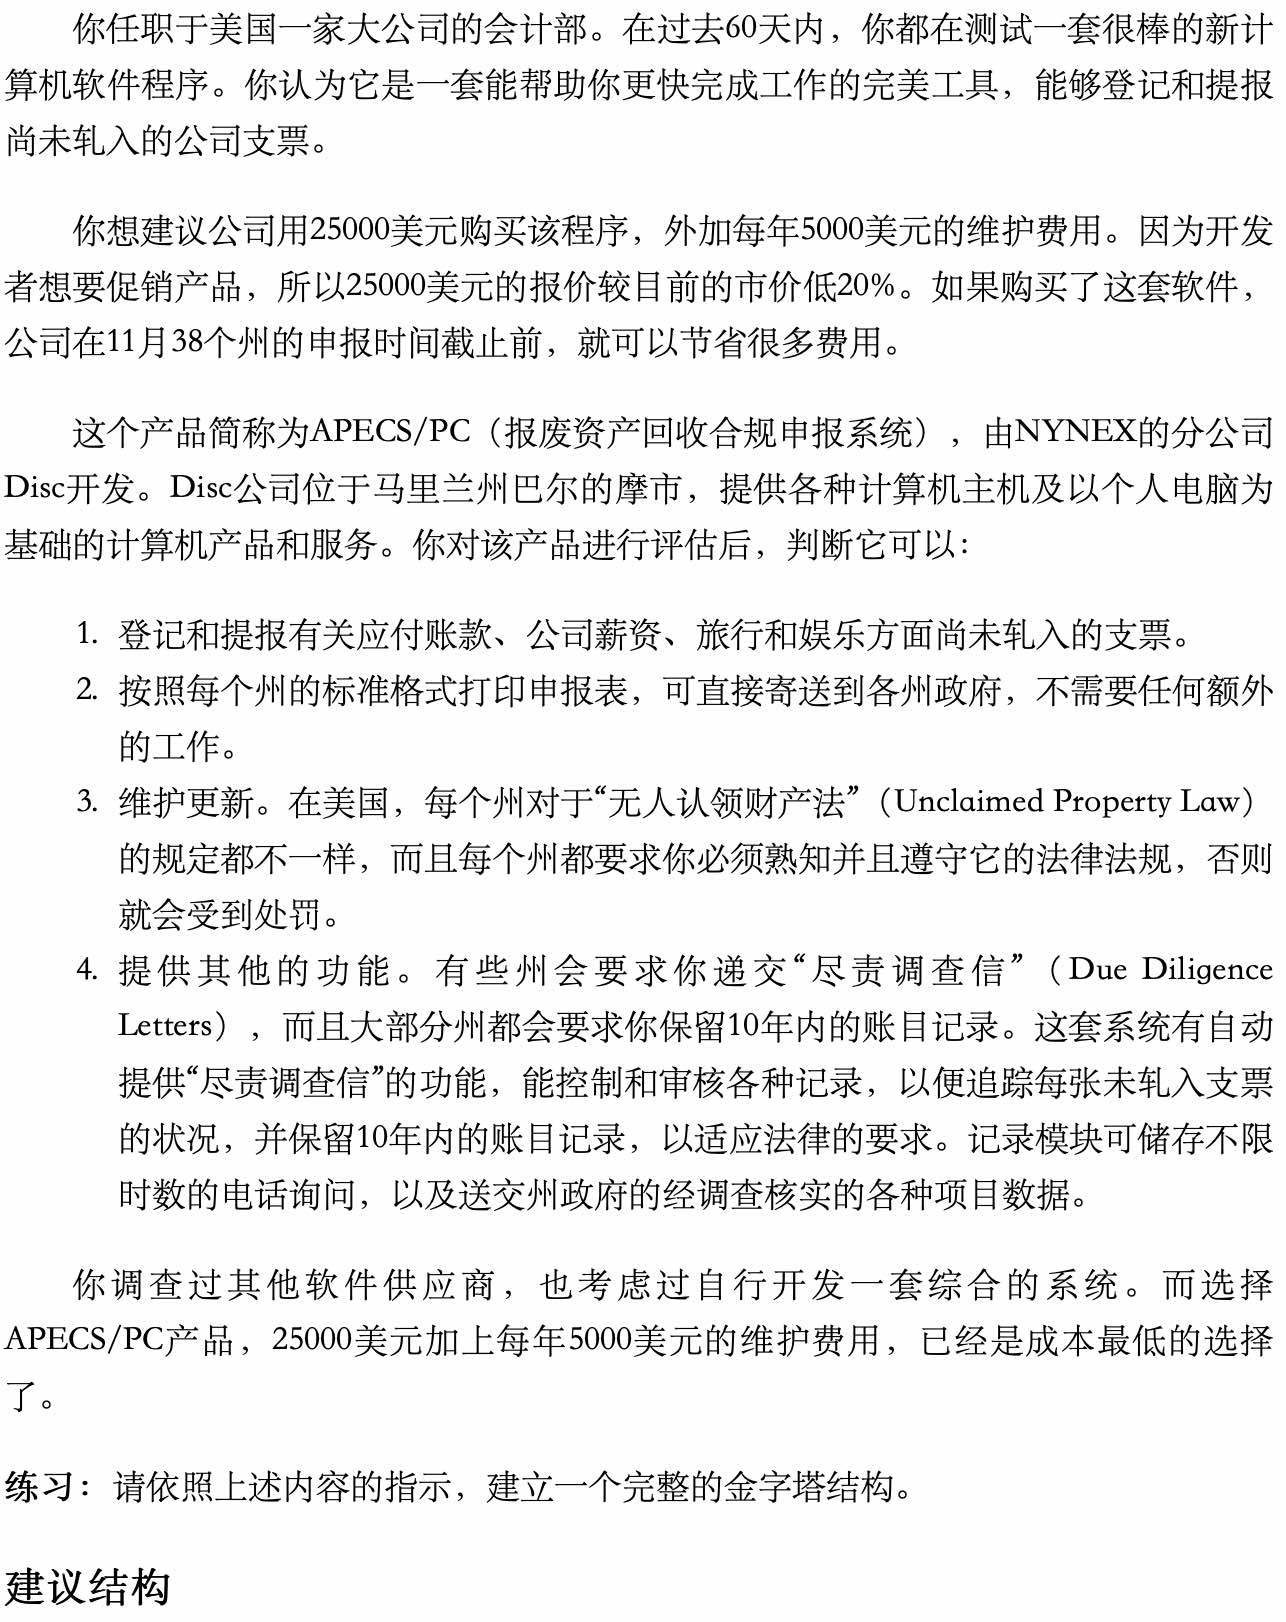 你任职于美国一家大公司的会计部。在过去60天内，你都在测试一套很棒的新计
算机软件程序。你认为它是一套能帮助你更快完成工作的完美工具，能够登记和提报
尚未轧入的公司支票。
你想建议公司用25000美元购买该程序，外加每年5000美元的维护费用。因为开发
者想要促销产品，所以25000美元的报价较目前的市价低20%。如果购买了这套软件，
公司在11月38个州的申报时间截止前，就可以节省很多费用。
这个产品简称为APECS/PC（报废资产回收合规申报系统），由NYNEX的分公司
Disc开发。Disc公司位于马里兰州巴尔的摩市，提供各种计算机主机及以个人电脑为
基础的计算机产品和服务。你对该产品进行评估后，判断它可以：
1. 登记和提报有关应付账款、公司薪资、旅行和娱乐方面尚未轧入的支票。
2. 按照每个州的标准格式打印申报表，可直接寄送到各州政府，不需要任何额外
的工作。
3. 维护更新。在美国，每个州对于“无人认领财产法”（Unclaimed Property Law）
的规定都不一样，而且每个州都要求你必须熟知并且遵守它的法律法规，否则
就会受到处罚。
4. 提供其他的功能。有些州会要求你递交“尽责调查信”（Due Diligence
Letters），而且大部分州都会要求你保留10年内的账目记录。这套系统有自动
提供“尽责调查信”的功能，能控制和审核各种记录，以便追踪每张未轧入支票
的状况，并保留10年内的账目记录，以适应法律的要求。记录模块可储存不限
时数的电话询问，以及送交州政府的经调查核实的各种项目数据。
你调查过其他软件供应商，也考虑过自行开发一套综合的系统。而选择
APECS/PC产品，25000美元加上每年5000美元的维护费用，已经是成本最低的选择
了。
练习：请依照上述内容的指示，建立一个完整的金字塔结构。
建议结构